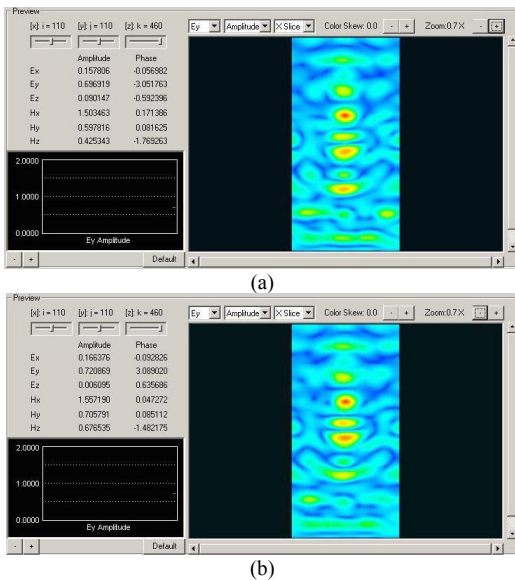 Preview
[x]: i = 110 [y]: j = 110 [z]: k = 460 Ey Amplitude X Slice Color Skew: 0.0 - + Zoom:0.7 X - +
Amplitude Phase
Ex 0.157806 -0.056982
Ey 0.696919 -3.051763
Ez 0.090147 -0.592396
Hx 1.503463 0.171386
Hy 0.597816 0.081625
Hz 0.425343 -1.769263
2.0000
1.0000
0.0000
Ey Amplitude
- + Default
(a)
Preview
[x]: i = 110 [y]: j = 110 [z]: k = 460 Ey Amplitude X Slice Color Skew: 0.0 - + Zoom:0.7 X - +
Amplitude Phase
Ex 0.166376 -0.092826
Ey 0.720869 3.089020
Ez 0.006095 0.635686
Hx 1.557190 0.047272
Hy 0.705791 0.085112
Hz 0.676535 -1.482175
2.0000
1.0000
0.0000
Ey Amplitude
- + Default
(b)